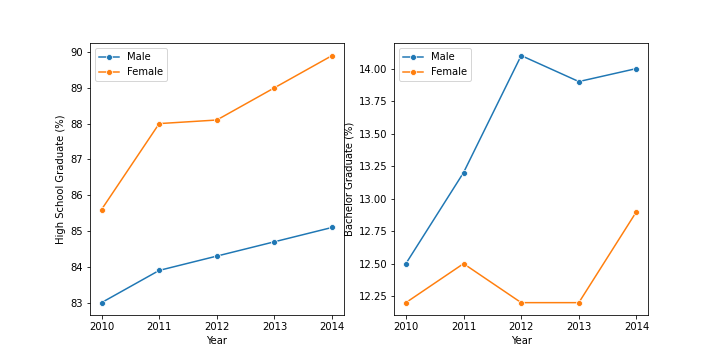 High School Graduate (%)
90
89
88
87
86
85
84
83
Male
Female
2010 2011 2012 2013 2014
Year
Bachelor Graduate (%)
14.00
13.75
13.50
13.25
13.00
12.75
12.50
12.25
Male
Female
2010 2011 2012 2013 2014
Year